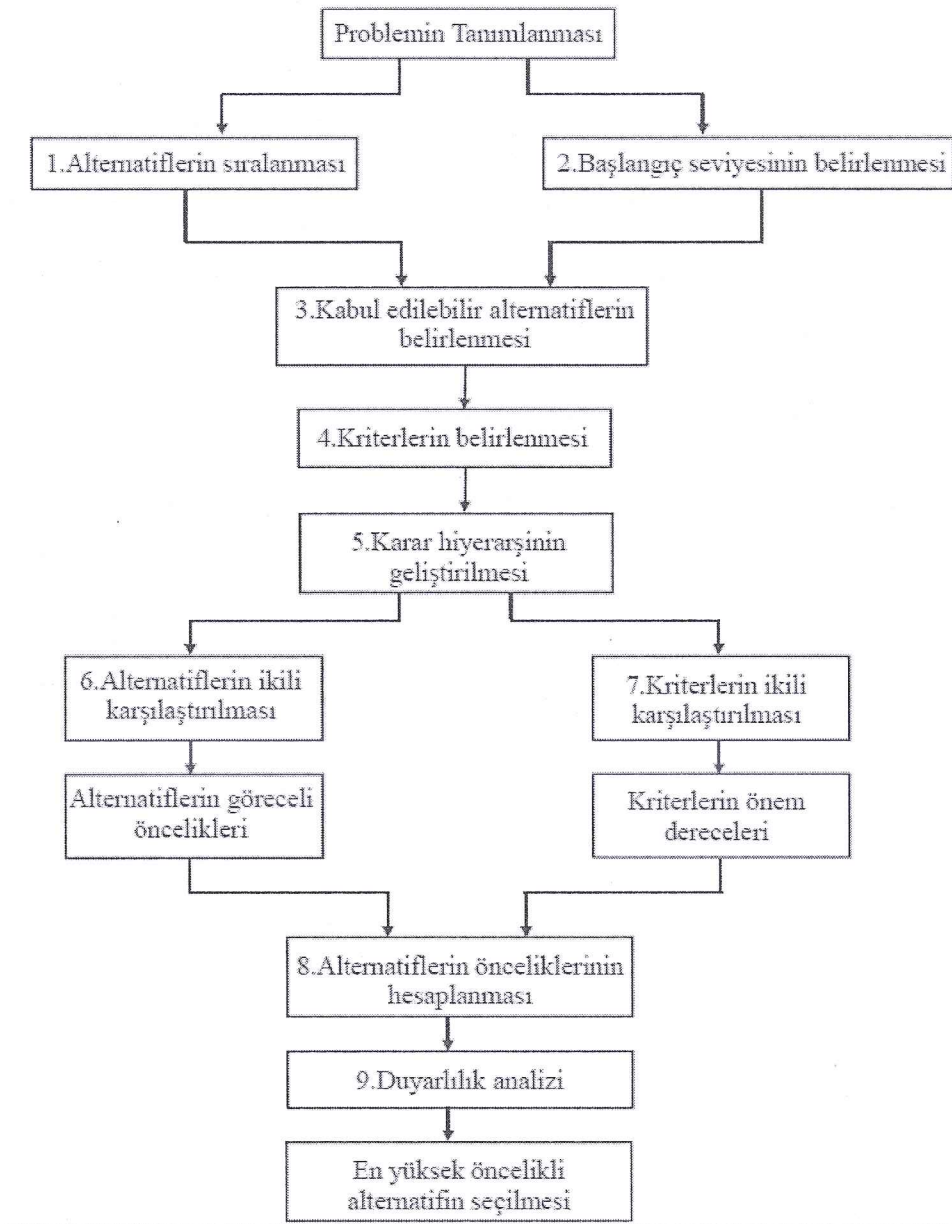 Problemin Tanımlanması
1.Alternatiflerin sıralanması
2.Başlangıç seviyesinin belirlenmesi
3.Kabul edilebilir alternatiflerin
belirlenmesi
4.Kriterlerin belirlenmesi
5.Karar hiyerarşinin
geliştirilmesi
6.Alternatiflerin ikili
karşılaştırılması
7.Kriterlerin ikili
karşılaştırılması
Alternatiflerin göreceli
öncelikleri
Kriterlerin önem
dereceleri
8.Alternatiflerin önceliklerinin
hesaplanması
9.Duyarlılık analizi
En yüksek öncelikli
alternatifin seçilmesi